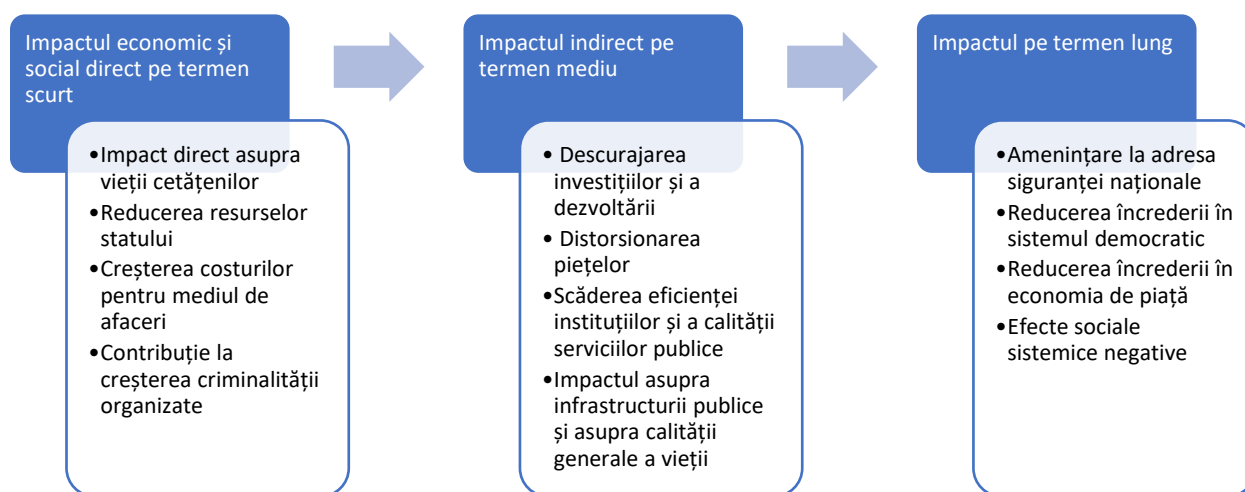 Impactul economic și
social direct pe termen
scurt
•Impact direct asupra
vieții cetățenilor
•Reducerea resurselor
statului
•Creșterea costurilor
pentru mediul de
afaceri
•Contribuție la
creșterea criminalității
organizate
Impactul indirect pe
termen mediu
• Descurajarea
investițiilor și a
dezvoltării
• Distorsionarea
piețelor
•Scăderea eficienței
instituțiilor și a calității
serviciilor publice
•Impactul asupra
infrastructurii publice
și asupra calității
generale a vieții
Impactul pe termen lung
•Amenințare la adresa
siguranței naționale
•Reducerea încrederii în
sistemul democratic
•Reducerea încrederii în
economia de piață
•Efecte sociale
sistemice negative